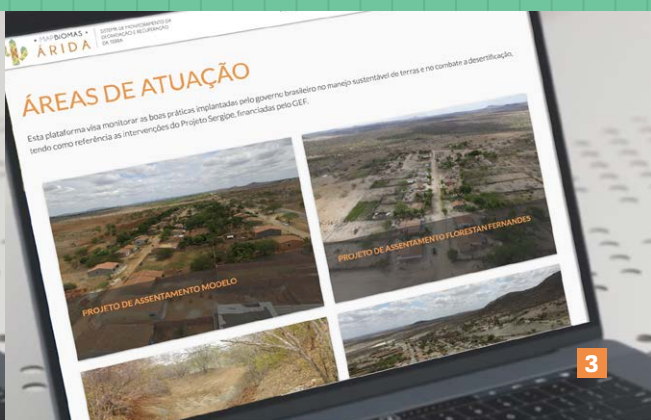 • MAPBIOMAS •
ÁRIDA
SISTEMA DE MONITORAMENTO DA
DEGRADAÇÃO E RECUPERAÇÃO
DA TERRA
ÁREAS DE ATUAÇÃO
Esta plataforma visa monitorar as boas práticas implantadas pelo governo brasileiro no manejo sustentável de terras e no combate a desertificação,
tendo como referência as intervenções do Projeto Sergipe, financiadas pelo GEF.
PROJETO DE ASSENTAMENTO MODELO
PROJETO DE ASSENTAMENTO FLORESTAN FERNANDES
3